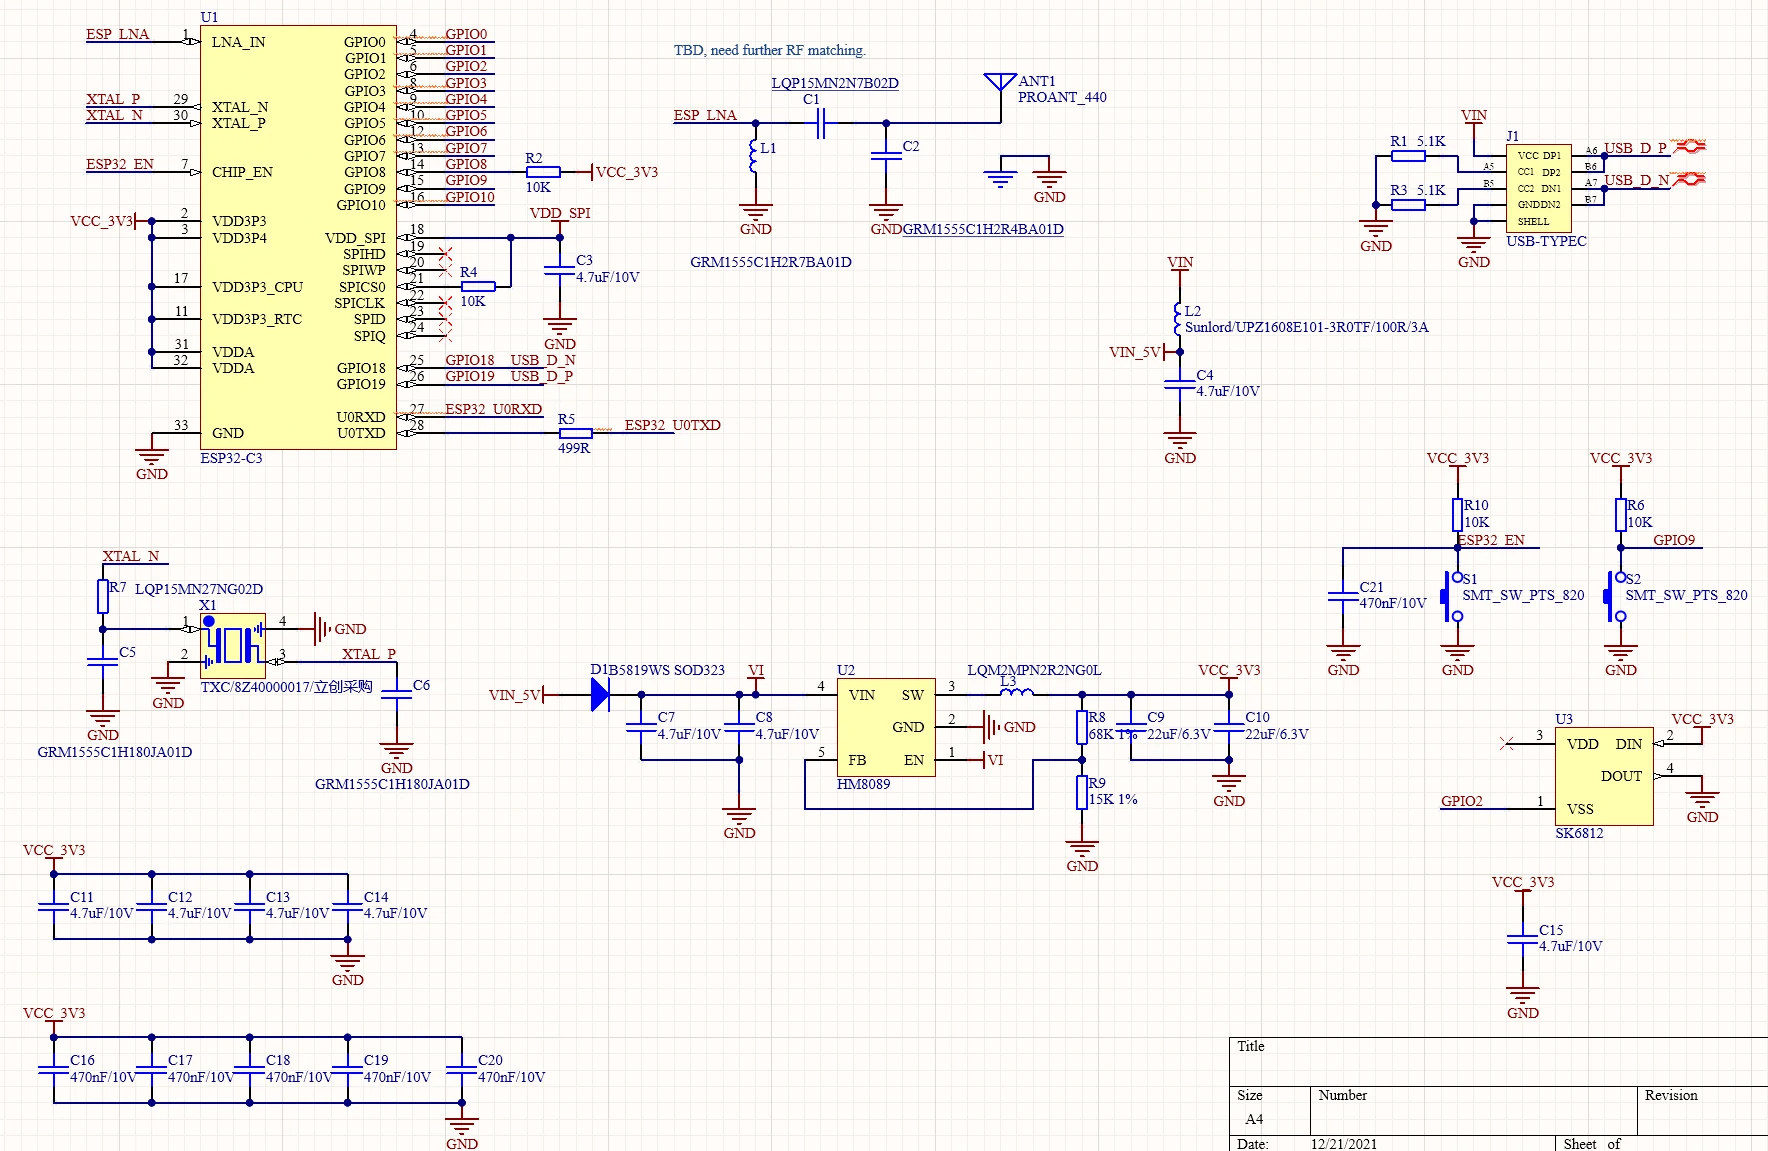 U1
ESP_LNA 1 LNA_IN GPIO0 4 GPIO0
GPIO1 5 GPIO1
GPIO2 6 GPIO2
GPIO3 8 GPIO3
XTAL_P 29 XTAL_N GPIO4 9 GPIO4
XTAL_N 30 XTAL_P GPIO5 10 GPIO5
GPIO6 12 GPIO6
GPIO7 13 GPIO7
ESP32_EN 7 CHIP_EN GPIO8 14 GPIO8
R2
10K
VCC_3V3
GPIO9 15 GPIO9
GPIO10 16 GPIO10
VCC_3V3 2 VDD3P3
3 VDD3P4 VDD_SPI 18
VDD_SPI
SPIHD 19
SPIWP 20
17 VDD3P3_CPU SPICS0 21
R4
10K
C3
4.7uF/10V
GND
SPICLK 22
11 VDD3P3_RTC SPID 23
SPIQ 24
31 VDDA
32 VDDA GPIO18 25 GPIO18 USB_D_N
GPIO19 26 GPIO19 USB_D_P
U0RXD 27 ESP32_U0RXD
33 GND U0TXD 28
R5
499R
ESP32_U0TXD
GND
ESP32-C3
TBD, need further RF matching.
LQP15MN2N7B02D
C1
ANT1
PROANT_440
ESP_LNA
L1
C2
GND
GND
GND
GRM1555C1H2R4BA01D
GRM1555C1H2R7BA01D
VIN
J1
R1 5.1K
R3 5.1K
GND
A5
B5
VCC DP1 A6 USB_D_P
CC1 DP2 B6
CC2 DN1 A7 USB_D_N
GND DN2 B7
SHELL
USB-TYPEC
GND
VIN
L2
Sunlord/UPZ1608E101-3R0TF/100R/3A
VIN_5V
C4
4.7uF/10V
GND
VCC_3V3
R10
10K
ESP32_EN
C21
470nF/10V
S1
SMT_SW_PTS_820
GND
GND
VCC_3V3
R6
10K
GPIO9
S2
SMT_SW_PTS_820
GND
XTAL_N
R7 LQP15MN27NG02D
X1
1
4
GND
C5
2
3
XTAL_P
GND
TXC/8Z40000017/立创采购
C6
GND
GRM1555C1H180JA01D
GND
GRM1555C1H180JA01D
D1 B5819WS SOD323
VIN_5V
VI
C7
4.7uF/10V
C8
4.7uF/10V
GND
U2
4 VIN SW 3
GND 2 GND
5 FB EN 1 VI
HM8089
LQM2MPN2R2NG0L
L3
VCC_3V3
R8
68K 1%
C9
22uF/6.3V
C10
22uF/6.3V
R9
15K 1%
GND
GND
U3
VCC_3V3
3 VDD DIN 2
DOUT 4
GPIO2 1 VSS
GND
SK6812
VCC_3V3
C11
4.7uF/10V
C12
4.7uF/10V
C13
4.7uF/10V
C14
4.7uF/10V
GND
VCC_3V3
C15
4.7uF/10V
GND
VCC_3V3
C16
470nF/10V
C17
470nF/10V
C18
470nF/10V
C19
470nF/10V
C20
470nF/10V
GND
Title
Size
A4
Number
Revision
Date: 12/21/2021
Sheet of